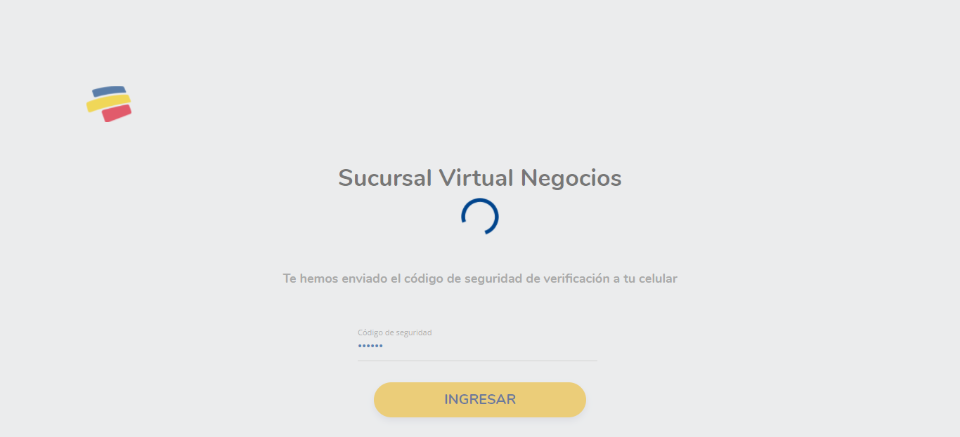 Sucursal Virtual Negocios
Te hemos enviado el código de seguridad de verificación a tu celular
Código de seguridad
••••••
INGRESAR